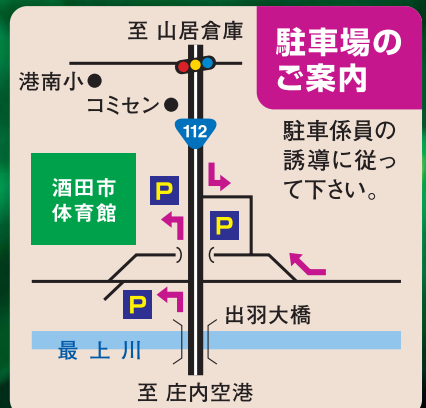 至 山居倉庫
駐車場の
ご案内
港南小
コミセン
112
駐車係員の
誘導に従っ
て下さい。
酒田市
体育館
P
P
P
出羽大橋
最上川
至 庄内空港